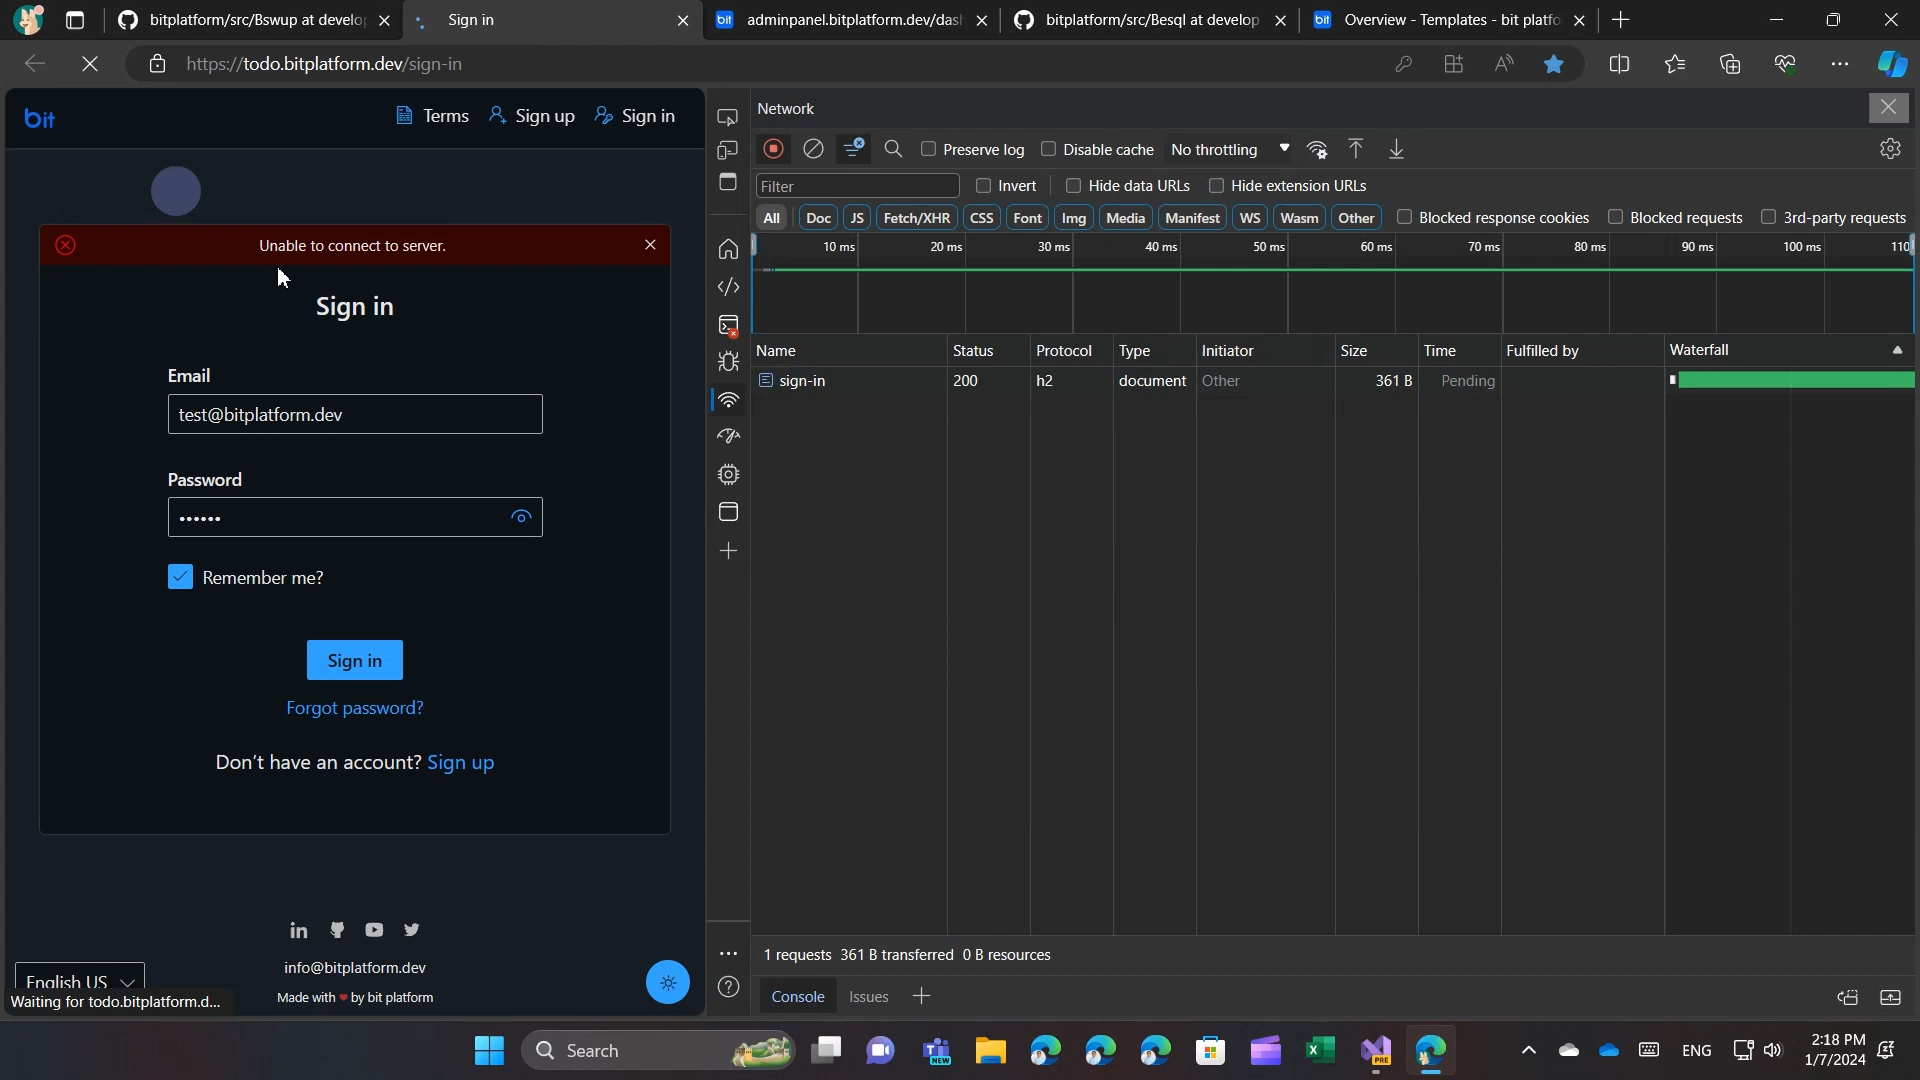 bitplatform/src/Bswup at develo
Sign in
bit adminpanel.bitplatform.dev/das
bitplatform/src/Besql at develop
bit Overview - Templates - bit platfo
https://todo.bitplatform.dev/sign-in
bit
Terms
Sign up
Sign in
Unable to connect to server.
Sign in
Email
test@bitplatform.dev
Password
••••••
Remember me?
Sign in
Forgot password?
Don't have an account? Sign up
info@bitplatform.dev
English US
Made with ♥ by bit platform
Waiting for todo.bitplatform.d...
Network
Preserve log
Disable cache
No throttling
Filter
Invert
Hide data URLs
Hide extension URLs
All Doc JS Fetch/XHR CSS Font Img Media Manifest WS Wasm Other Blocked response cookies Blocked requests 3rd-party requests
10 ms 20 ms 30 ms 40 ms 50 ms 60 ms 70 ms 80 ms 90 ms 100 ms 110
Name Status Protocol Type Initiator Size Time Fulfilled by Waterfall
sign-in 200 h2 document Other 361 B Pending
1 requests 361 B transferred 0 B resources
Console Issues
Search
NEW
PRE
ENG
2:18 PM
1/7/2024